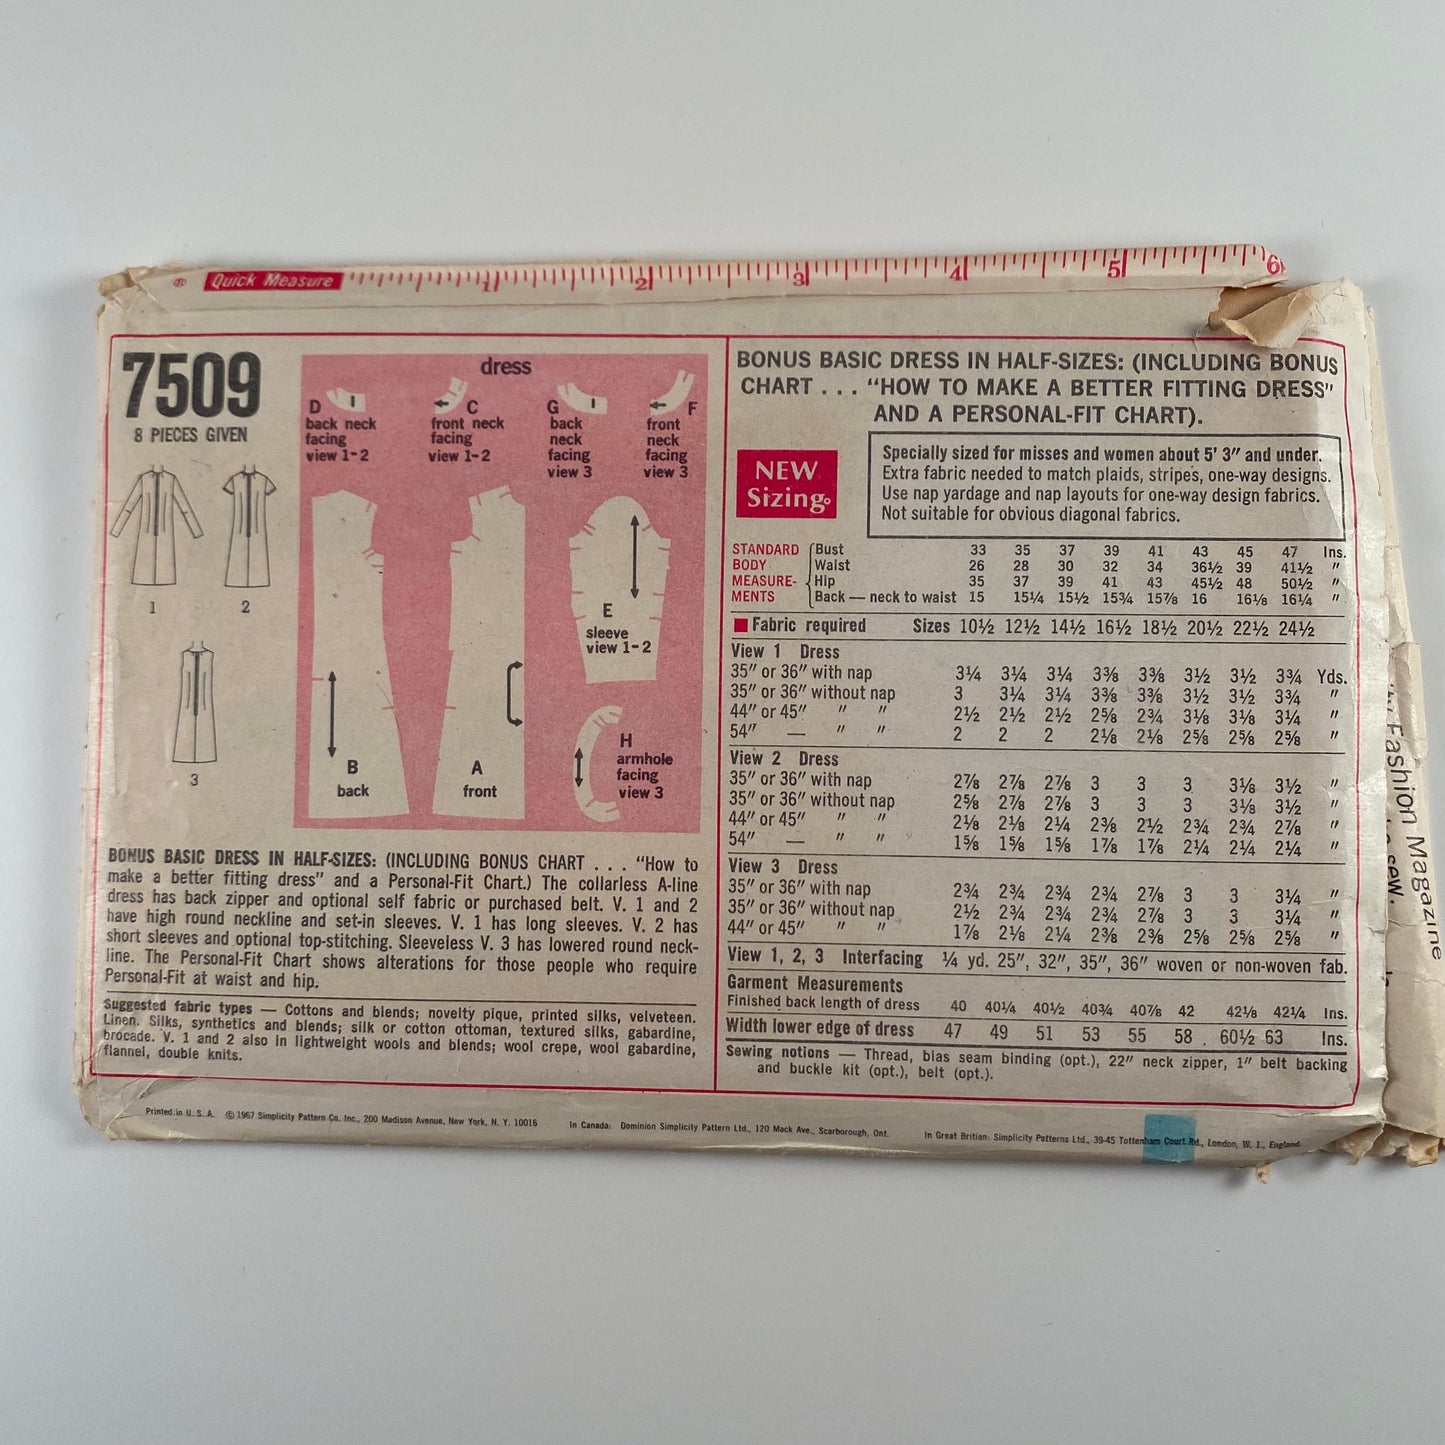 ® Quick Measure 1 2 3 4 5 6
7509
8 PIECES GIVEN
1 2
3
dress
D
back neck
facing
view 1-2
C
front neck
facing
view 1-2
G
back
neck
facing
view 3
F
front
neck
facing
view 3
E
sleeve
view 1-2
H
armhole
facing
view 3
B
back
A
front
BONUS BASIC DRESS IN HALF-SIZES: (INCLUDING BONUS CHART . . . "How to
make a better fitting dress" and a Personal-Fit Chart.) The collarless A-line
dress has back zipper and optional self fabric or purchased belt. V. 1 and 2
have high round neckline and set-in sleeves. V. 1 has long sleeves. V. 2 has
short sleeves and optional top-stitching. Sleeveless V. 3 has lowered round neck-
line. The Personal-Fit Chart shows alterations for those people who require
Personal-Fit at waist and hip.
Suggested fabric types — Cottons and blends; novelty pique, printed silks, velveteen.
Linen. Silks, synthetics and blends; silk or cotton ottoman, textured silks, gabardine,
brocade. V. 1 and 2 also in lightweight wools and blends; wool crepe, wool gabardine,
flannel, double knits.
BONUS BASIC DRESS IN HALF-SIZES: (INCLUDING BONUS
CHART . . . "HOW TO MAKE A BETTER FITTING DRESS"
AND A PERSONAL-FIT CHART).
NEW
Sizing
Specially sized for misses and women about 5' 3" and under.
Extra fabric needed to match plaids, stripes, one-way designs.
Use nap yardage and nap layouts for one-way design fabrics.
Not suitable for obvious diagonal fabrics.
STANDARD Bust 33 35 37 39 41 43 45 47 Ins.
BODY Waist 26 28 30 32 34 36½ 39 41½ "
MEASURE- Hip 35 37 39 41 43 45½ 48 50½ "
MENTS Back — neck to waist 15 15¼ 15½ 15¾ 15⅞ 16 16⅛ 16¼ "
Fabric required Sizes 10½ 12½ 14½ 16½ 18½ 20½ 22½ 24½
View 1 Dress
35" or 36" with nap 3¼ 3¼ 3¼ 3⅜ 3⅜ 3½ 3½ 3¾ Yds.
35" or 36" without nap 3 3¼ 3¼ 3⅜ 3⅜ 3½ 3½ 3¾ "
44" or 45" " " 2½ 2½ 2½ 2⅝ 2¾ 3⅛ 3⅛ 3¼ "
54" — " " 2 2 2 2⅛ 2⅛ 2⅝ 2⅝ 2⅝ "
View 2 Dress
35" or 36" with nap 2⅞ 2⅞ 2⅞ 3 3 3 3⅛ 3½ "
35" or 36" without nap 2⅝ 2⅞ 2⅞ 3 3 3 3⅛ 3½ "
44" or 45" " " 2⅛ 2⅛ 2¼ 2⅜ 2½ 2¾ 2¾ 2⅞ "
54" — " " 1⅝ 1⅝ 1⅝ 1⅞ 1⅞ 2¼ 2¼ 2¼ "
View 3 Dress
35" or 36" with nap 2¾ 2¾ 2¾ 2¾ 2⅞ 3 3 3¼ "
35" or 36" without nap 2½ 2¾ 2¾ 2¾ 2⅞ 3 3 3¼ "
44" or 45" " " 1⅞ 2⅛ 2¼ 2⅜ 2⅜ 2⅝ 2⅝ 2⅝ "
View 1, 2, 3 Interfacing ¼ yd. 25", 32", 35", 36" woven or non-woven fab.
Garment Measurements
Finished back length of dress 40 40¼ 40½ 40¾ 40⅞ 42 42⅛ 42¼ Ins.
Width lower edge of dress 47 49 51 53 55 58 60½ 63 Ins.
Sewing notions — Thread, bias seam binding (opt.), 22" neck zipper, 1" belt backing
and buckle kit (opt.), belt (opt.).
Printed in U. S. A. © 1967 Simplicity Pattern Co. Inc., 200 Madison Avenue, New York, N. Y. 10016 In Canada: Dominion Simplicity Pattern Ltd., 120 Mack Ave., Scarborough, Ont. In Great Britian: Simplicity Patterns Ltd., 39-45 Tottenham Court Rd., London, W. 1., England.
Fashion Magazine
sew.